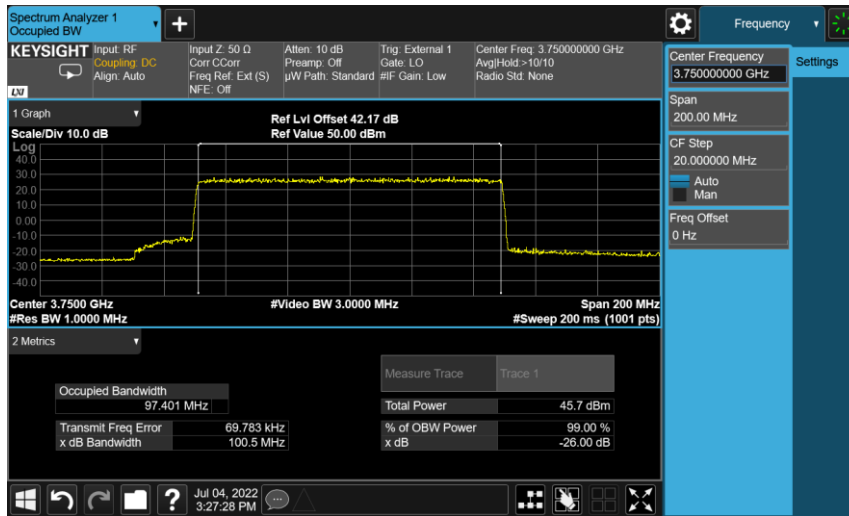 Spectrum Analyzer 1
Occupied BW
+
Frequency
KEYSIGHT
LXI
Input: RF
Coupling: DC
Align: Auto
Input Z: 50 Ω
Corr CCorr
Freq Ref: Ext (S)
NFE: Off
Atten: 10 dB
Preamp: Off
µW Path: Standard
Trig: External 1
Gate: LO
#IF Gain: Low
Center Freq: 3.750000000 GHz
Avg|Hold:>10/10
Radio Std: None
Center Frequency
3.750000000 GHz
Settings
Span
200.00 MHz
CF Step
20.000000 MHz
Auto
Man
Freq Offset
0 Hz
1 Graph
Scale/Div 10.0 dB
Ref Lvl Offset 42.17 dB
Ref Value 50.00 dBm
Log
40.0
30.0
20.0
10.0
0.00
-10.0
-20.0
-30.0
-40.0
Center 3.7500 GHz
#Res BW 1.0000 MHz
#Video BW 3.0000 MHz
Span 200 MHz
#Sweep 200 ms (1001 pts)
2 Metrics
Measure Trace Trace 1
Occupied Bandwidth
97.401 MHz
Total Power 45.7 dBm
Transmit Freq Error 69.783 kHz
% of OBW Power 99.00 %
x dB Bandwidth 100.5 MHz
x dB -26.00 dB
?
Jul 04, 2022
3:27:28 PM